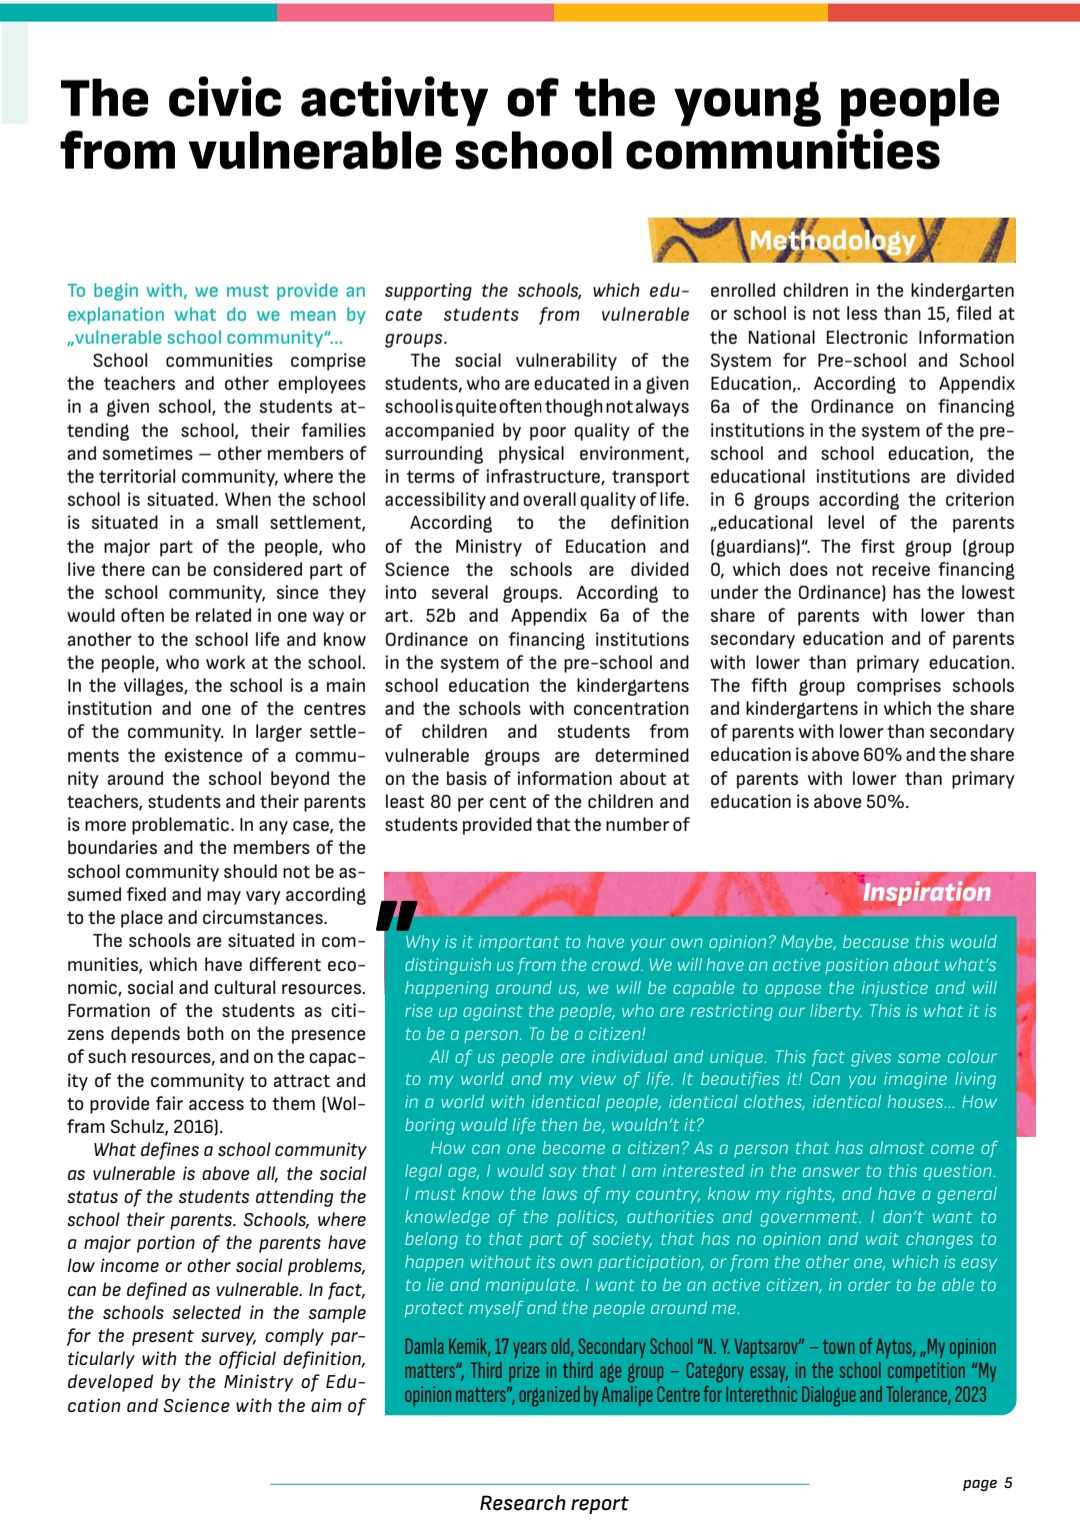 The civic activity of the young people
from vulnerable school communities
Methodology
To begin with, we must provide an
explanation what do we mean by
„vulnerable school community“...
School communities comprise
the teachers and other employees
in a given school, the students at-
tending the school, their families
and sometimes – other members of
the territorial community, where the
school is situated. When the school
is situated in a small settlement,
the major part of the people, who
live there can be considered part of
the school community, since they
would often be related in one way or
another to the school life and know
the people, who work at the school.
In the villages, the school is a main
institution and one of the centres
of the community. In larger settle-
ments the existence of a commu-
nity around the school beyond the
teachers, students and their parents
is more problematic. In any case, the
boundaries and the members of the
school community should not be as-
sumed fixed and may vary according
to the place and circumstances.
The schools are situated in com-
munities, which have different eco-
nomic, social and cultural resources.
Formation of the students as citi-
zens depends both on the presence
of such resources, and on the capac-
ity of the community to attract and
to provide fair access to them (Wol-
fram Schulz, 2016).
What defines a school community
as vulnerable is above all, the social
status of the students attending the
school their parents. Schools, where
a major portion of the parents have
low income or other social problems,
can be defined as vulnerable. In fact,
the schools selected in the sample
for the present survey, comply par-
ticularly with the official definition,
developed by the Ministry of Edu-
cation and Science with the aim of
supporting the schools, which edu-
cate students from vulnerable
groups.
The social vulnerability of the
students, who are educated in a given
school is quite often though not always
accompanied by poor quality of the
surrounding physical environment,
in terms of infrastructure, transport
accessibility and overall quality of life.
According to the definition
of the Ministry of Education and
Science the schools are divided
into several groups. According to
art. 52b and Appendix 6a of the
Ordinance on financing institutions
in the system of the pre-school and
school education the kindergartens
and the schools with concentration
of children and students from
vulnerable groups are determined
on the basis of information about at
least 80 per cent of the children and
students provided that the number of
enrolled children in the kindergarten
or school is not less than 15, filed at
the National Electronic Information
System for Pre-school and School
Education,. According to Appendix
6a of the Ordinance on financing
institutions in the system of the pre-
school and school education, the
educational institutions are divided
in 6 groups according the criterion
„educational level of the parents
(guardians)“. The first group (group
0, which does not receive financing
under the Ordinance) has the lowest
share of parents with lower than
secondary education and of parents
with lower than primary education.
The fifth group comprises schools
and kindergartens in which the share
of parents with lower than secondary
education is above 60% and the share
of parents with lower than primary
education is above 50%.
Inspiration
"
Why is it important to have your own opinion? Maybe, because this would
distinguish us from the crowd. We will have an active position about what's
happening around us, we will be capable to oppose the injustice and will
rise up against the people, who are restricting our liberty. This is what it is
to be a person. To be a citizen!
All of us people are individual and unique. This fact gives some colour
to my world and my view of life. It beautifies it! Can you imagine living
in a world with identical people, identical clothes, identical houses... How
boring would life then be, wouldn't it?
How can one become a citizen? As a person that has almost come of
legal age, I would say that I am interested in the answer to this question.
I must know the laws of my country, know my rights, and have a general
knowledge of the politics, authorities and government. I don't want to
belong to that part of society, that has no opinion and wait changes to
happen without its own participation, or from the other one, which is easy
to lie and manipulate. I want to be an active citizen, in order to be able to
protect myself and the people around me.
Damla Kemik, 17 years old, Secondary School “N. Y. Vaptsarov” – town of Aytos, „My opinion
matters“, Third prize in third age group – Category essay, in the school competition “My
opinion matters”, organized by Amalipe Centre for Interethnic Dialogue and Tolerance, 2023
page 5
Research report